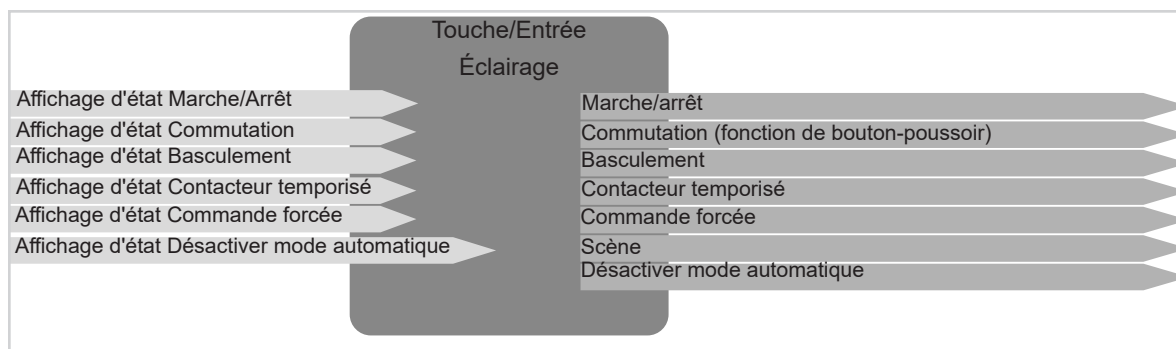 Touche/Entrée
Éclairage
Affichage d'état Marche/Arrêt
Affichage d'état Commutation
Affichage d'état Basculement
Affichage d'état Contacteur temporisé
Affichage d'état Commande forcée
Affichage d'état Désactiver mode automatique
Marche/arrêt
Commutation (fonction de bouton-poussoir)
Basculement
Contacteur temporisé
Commande forcée
Scène
Désactiver mode automatique